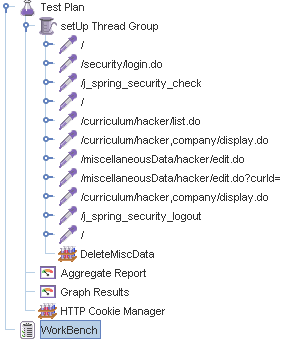 Test Plan
setUp Thread Group
/
/security/login.do
/j_spring_security_check
/
/curriculum/hacker/list.do
/curriculum/hacker,company/display.do
/miscellaneousData/hacker/edit.do
/miscellaneousData/hacker/edit.do?curId=
/curriculum/hacker,company/display.do
/j_spring_security_logout
/
DeleteMiscData
Aggregate Report
Graph Results
HTTP Cookie Manager
WorkBench